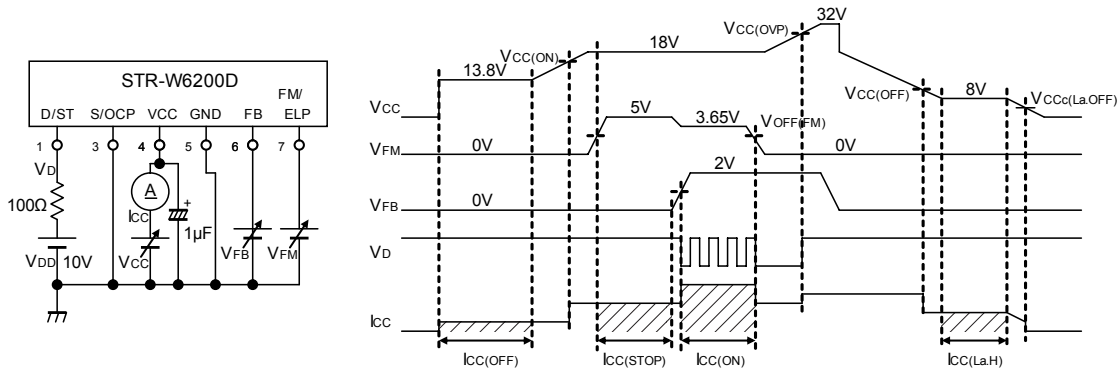 STR-W6200D
FM/
D/ST S/OCP VCC GND FB ELP
1 3 4 5 6 7
VD
100Ω
A
ICC
+
1μF
VDD 10V
VCC
VFB
VFM
VCC
VFM
VFB
VD
ICC
13.8V
VCC(ON)
18V
VCC(OVP)
32V
VCC(OFF)
8V
VCCc(La.OFF)
0V
5V
3.65V
VOFF(FM)
0V
0V
2V
ICC(OFF)
ICC(STOP)
ICC(ON)
ICC(La.H)